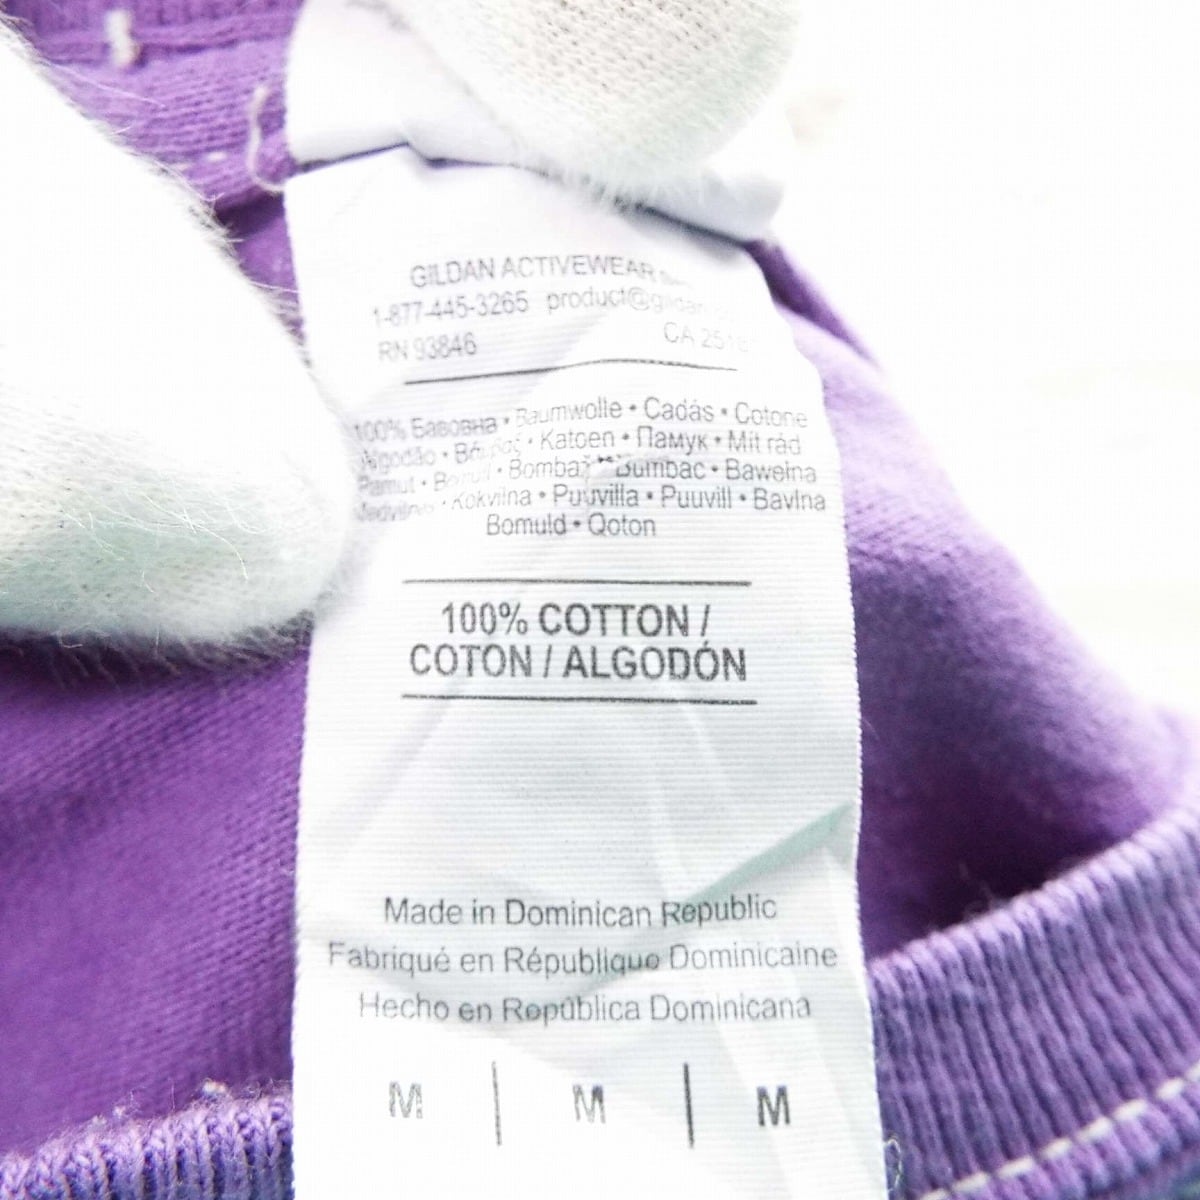 GILDAN ACTIVEWEAR
1-877-445-3265 product@gildan
RN 93846 CA
100% Бавовна • Baumwolle • Cadás • Cotone
Algodão • • Katoen • Памук • Mit rád
Pamut • • • Bumbac • Bawełna
• Kokvilna • Puuvilla • Puuvill • Bavlna
Bomuld • Qoton
100% COTTON /
COTON / ALGODÓN
Made in Dominican Republic
Fabriqué en République Dominicaine
Hecho en República Dominicana
M | M | M